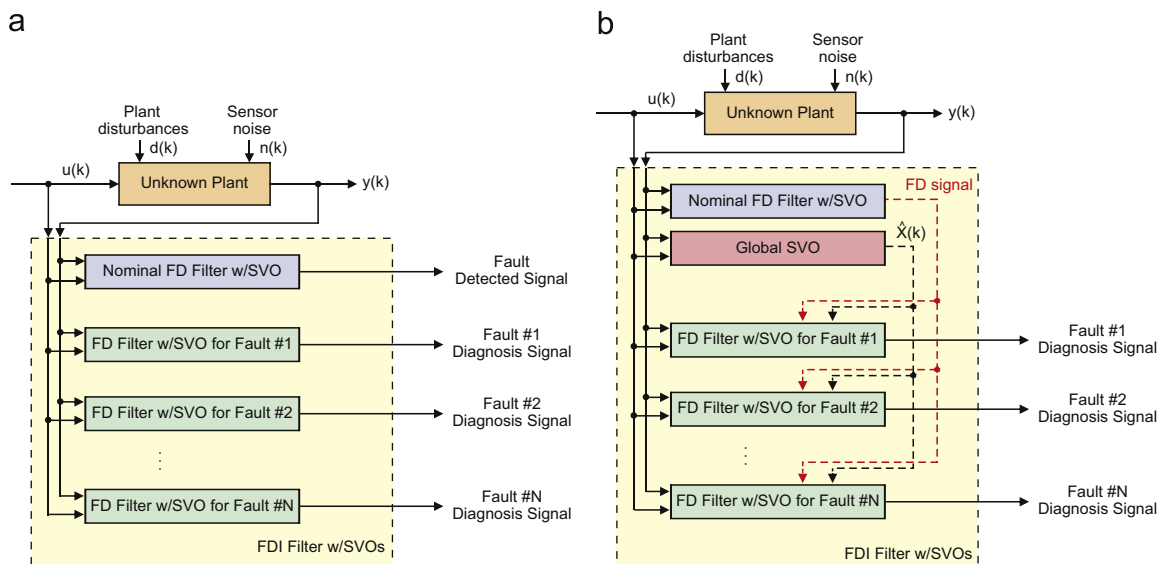 a
Plant
disturbances
d(k)
Sensor
noise
n(k)
u(k)
Unknown Plant
y(k)
Nominal FD Filter w/SVO
Fault
Detected Signal
FD Filter w/SVO for Fault #1
Fault #1
Diagnosis Signal
FD Filter w/SVO for Fault #2
Fault #2
Diagnosis Signal
FD Filter w/SVO for Fault #N
Fault #N
Diagnosis Signal
FDI Filter w/SVOs
b
Plant
disturbances
d(k)
Sensor
noise
n(k)
u(k)
Unknown Plant
y(k)
Nominal FD Filter w/SVO
FD signal
Global SVO
X̂(k)
FD Filter w/SVO for Fault #1
Fault #1
Diagnosis Signal
FD Filter w/SVO for Fault #2
Fault #2
Diagnosis Signal
FD Filter w/SVO for Fault #N
Fault #N
Diagnosis Signal
FDI Filter w/SVOs